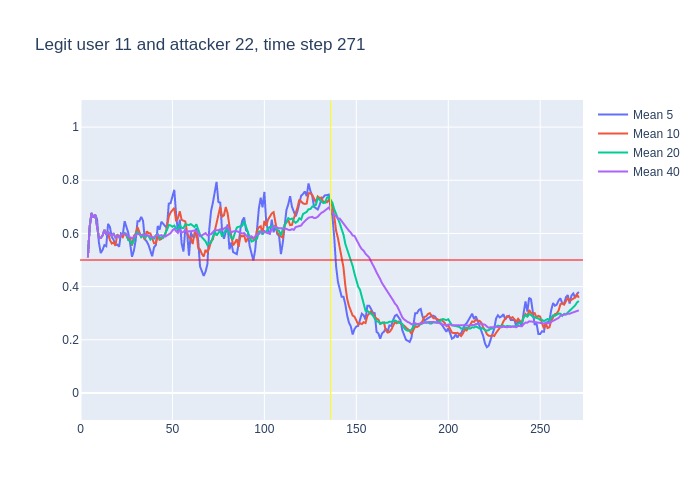 Legit user 11 and attacker 22, time step 271
Mean 5
Mean 10
Mean 20
Mean 40
1
0.8
0.6
0.4
0.2
0
0 50 100 150 200 250